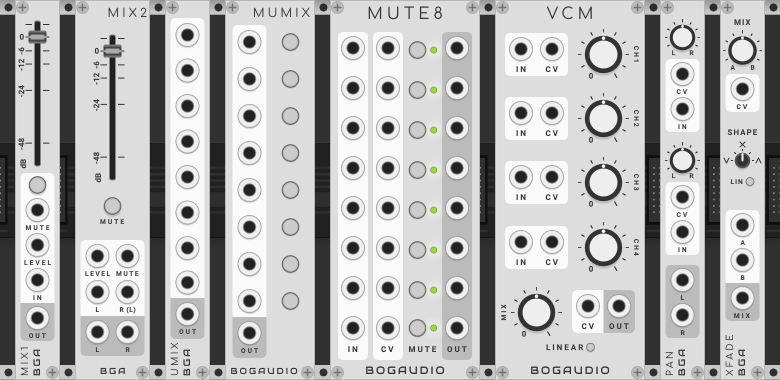 0
-6
-12
-24
-48
dB
MUTE
LEVEL
IN
OUT
MIX1
BGA
MIX2
0
-6
-12
-24
-48
dB
MUTE
LEVEL MUTE
L R (L)
L R
BGA
OUT
UMIX
BGA
MUMIX
OUT
BOGAUDIO
MUTE8
IN CV MUTE OUT
BOGAUDIO
VCM
IN CV 0 CH1
IN CV 0 CH2
IN CV 0 CH3
IN CV 0 CH4
MIX 0 CV OUT
LINEAR
BOGAUDIO
L R
CV
IN
L R
CV
IN
L
R
PAN
BGA
MIX
A B
CV
SHAPE
LIN
A
B
MIX
XFADE
BGA